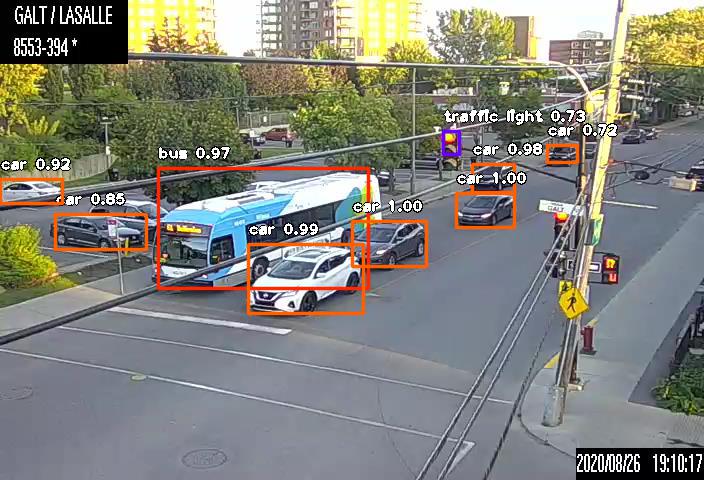 GALT / LASALLE
8553-394 *
traffic light 0.73
car 0.72
car 0.98
bus 0.97
car 0.92
car 1.00
car 0.85
car 1.00
car 0.99
GALT
2020/08/26 19:10:17